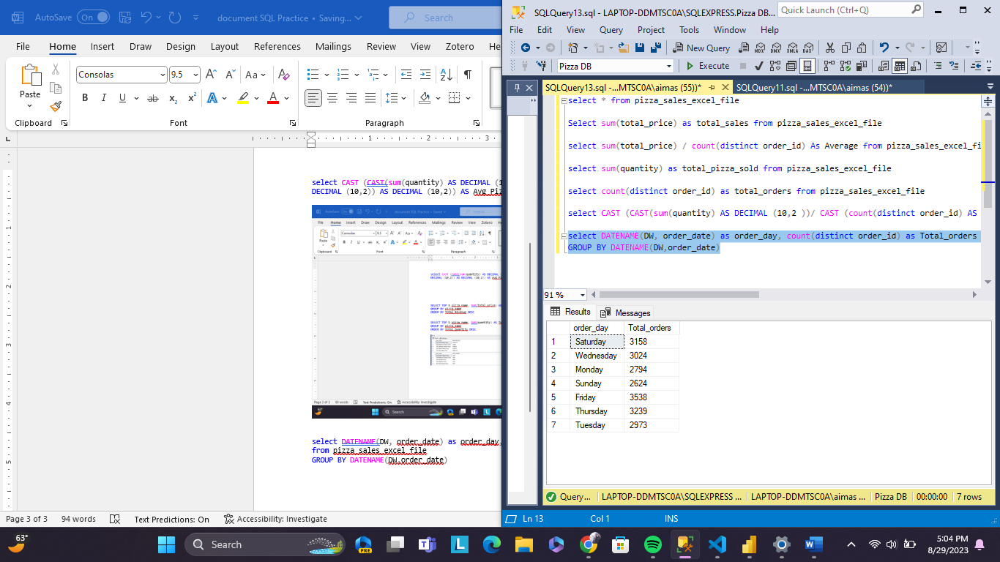 AutoSave On document SQL Practice • Saving... Search
File Home Insert Draw Design Layout References Mailings Review View Zotero He
Paste
Consolas 9.5
Clipboard Font Paragraph
1 2 3
select CAST (CAST(sum(quantity) AS DECIMAL (1
DECIMAL (10,2)) AS DECIMAL (10,2)) AS Avg_Piz
select DATENAME(DW, order_date) as order_day,
from pizza_sales_excel_file
GROUP BY DATENAME(DW,order_date)
Page 3 of 3 94 words Text Predictions: On Accessibility: Investigate
SQLQuery13.sql - LAPTOP-DDMTSC0A\SQLEXPRESS.Pizza DB... Quick Launch (Ctrl+Q)
File Edit View Query Project Tools Window Help
New Query MDX DMX XMLA DAX
Pizza DB Execute
SQLQuery13.sql -...MTSC0A\aimas (55))* SQLQuery11.sql -...MTSC0A\aimas (54))*
select * from pizza_sales_excel_file
Select sum(total_price) as total_sales from pizza_sales_excel_file
select sum(total_price) / count(distinct order_id) As Average from pizza_sales_excel_fi
select sum(quantity) as total_pizza_sold from pizza_sales_excel_file
select count(distinct order_id) as total_orders from pizza_sales_excel_file
select CAST (CAST(sum(quantity) AS DECIMAL (10,2 ))/ CAST (count(distinct order_id) AS
select DATENAME(DW, order_date) as order_day, count(distinct order_id) as Total_orders
GROUP BY DATENAME(DW,order_date)
91 %
Results Messages
order_day Total_orders
1 Saturday 3158
2 Wednesday 3024
3 Monday 2794
4 Sunday 2624
5 Friday 3538
6 Thursday 3239
7 Tuesday 2973
Query... LAPTOP-DDMTSC0A\SQLEXPRESS ... LAPTOP-DDMTSC0A\aimas ... Pizza DB 00:00:00 7 rows
Ln 13 Col 1 INS
63° Search PRE
5:04 PM
8/29/2023